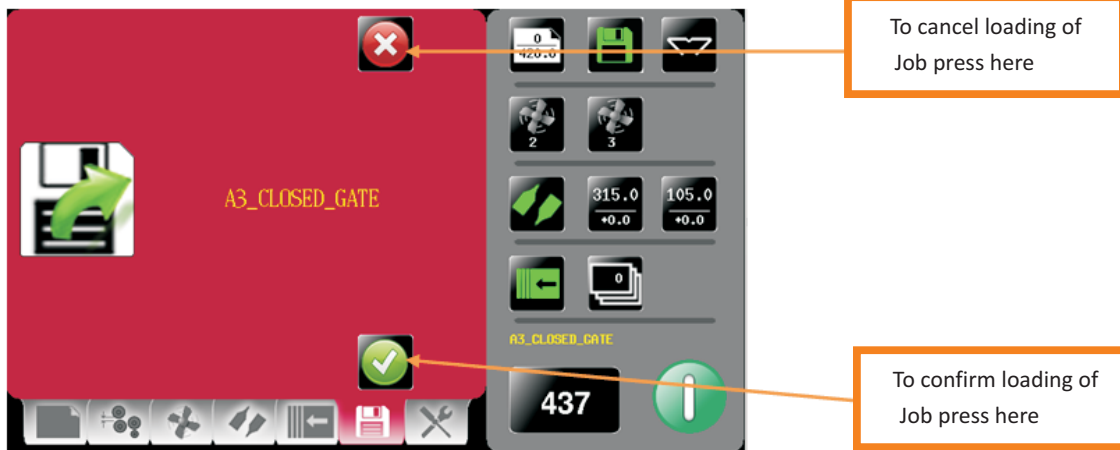 To cancel loading of
Job press here
0
420.0
2
3
A3_CLOSED_GATE
315.0
+0.0
105.0
+0.0
0
A3_CLOSED_GATE
437
To confirm loading of
Job press here